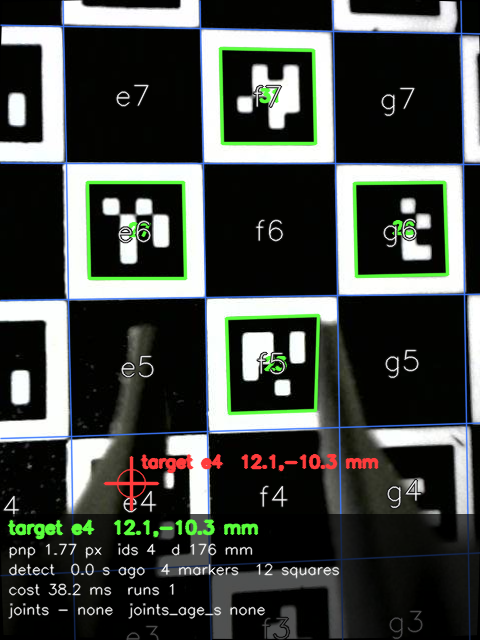 e7
f7
g7
e6
f6
g6
e5
f5
g5
target e4 12.1,-10.3 mm
4
e4
f4
g4
target e4 12.1,-10.3 mm
pnp 1.77 px ids 4 d 176 mm
detect 0.0 s ago 4 markers 12 squares
cost 38.2 ms runs 1
joints - none joints_age_s none
e3
f3
g3